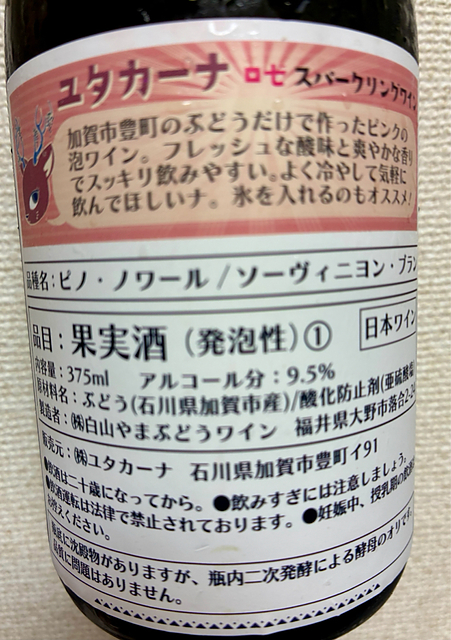 ユタカーナ ロゼ スパークリングワイン
加賀市豊町のぶどうだけで作ったピンクの
泡ワイン。フレッシュな酸味と爽やかな香り
でスッキリ飲みやすい。よく冷やして気軽に
飲んでほしいナ。氷を入れるのもオススメ!
品種名:ピノ・ノワール/ソーヴィニヨン・ブラン
品目:果実酒(発泡性)①
日本ワイン
内容量:375ml アルコール分:9.5%
原材料名:ぶどう(石川県加賀市産)/酸化防止剤(亜硫酸塩)
製造者:㈱白山やまぶどうワイン 福井県大野市落合2-24
販売元:㈱ユタカーナ 石川県加賀市豊町イ91
●飲酒は二十歳になってから。●飲みすぎには注意しましょう。
●飲酒運転は法律で禁止されております。●妊娠中、授乳期の飲酒は
お控えください。
瓶底に沈殿物がありますが、瓶内二次発酵による酵母のオリです。
品質に問題はありません。